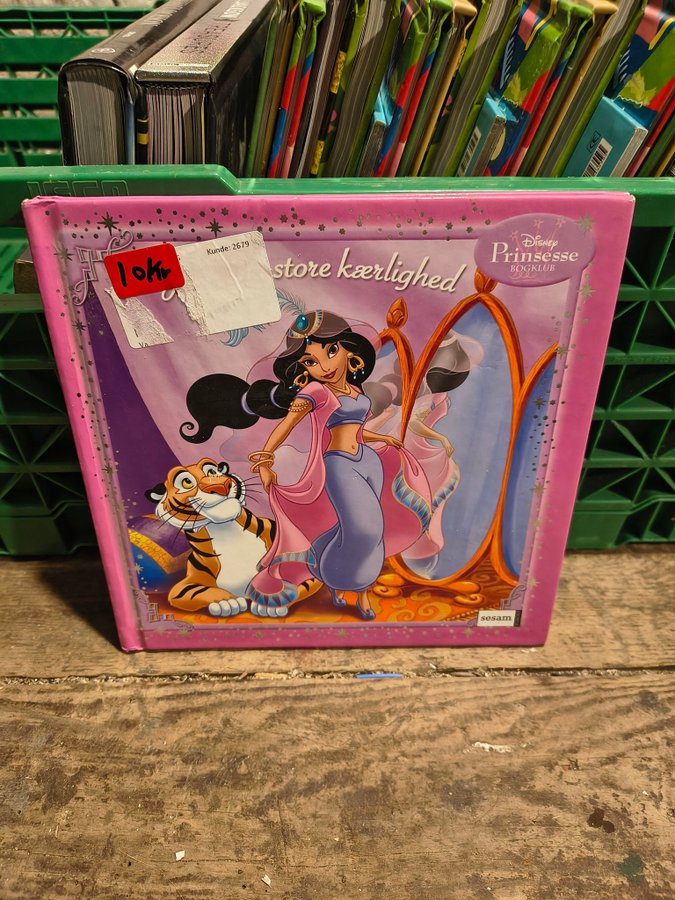 10Kr
Kunde: 2679
store kærlighed
Disney
Prinsesse
BOGKLUB
sesam